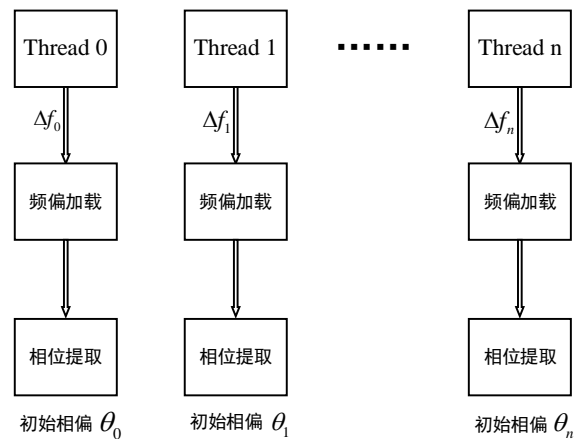 Thread 0 Thread 1 …… Thread n
Δf₀ Δf₁ Δfₙ
频偏加载 频偏加载 频偏加载
相位提取 相位提取 相位提取
初始相偏 θ₀ 初始相偏 θ₁ 初始相偏 θₙ